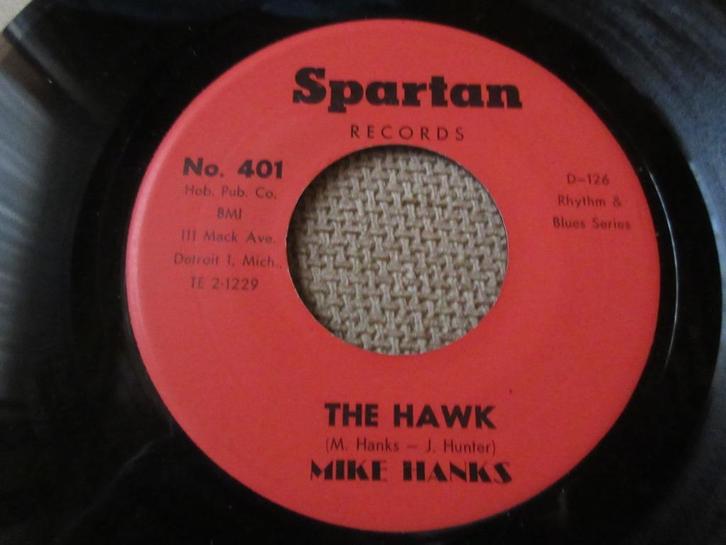 Spartan
RECORDS
No. 401
Hob. Pub. Co.
BMI
111 Mack Ave.
Detroit 1, Mich.
TE 2-1229
D-126
Rhythm &
Blues Series
THE HAWK
(M. Hanks — J. Hunter)
MIKE HANKS